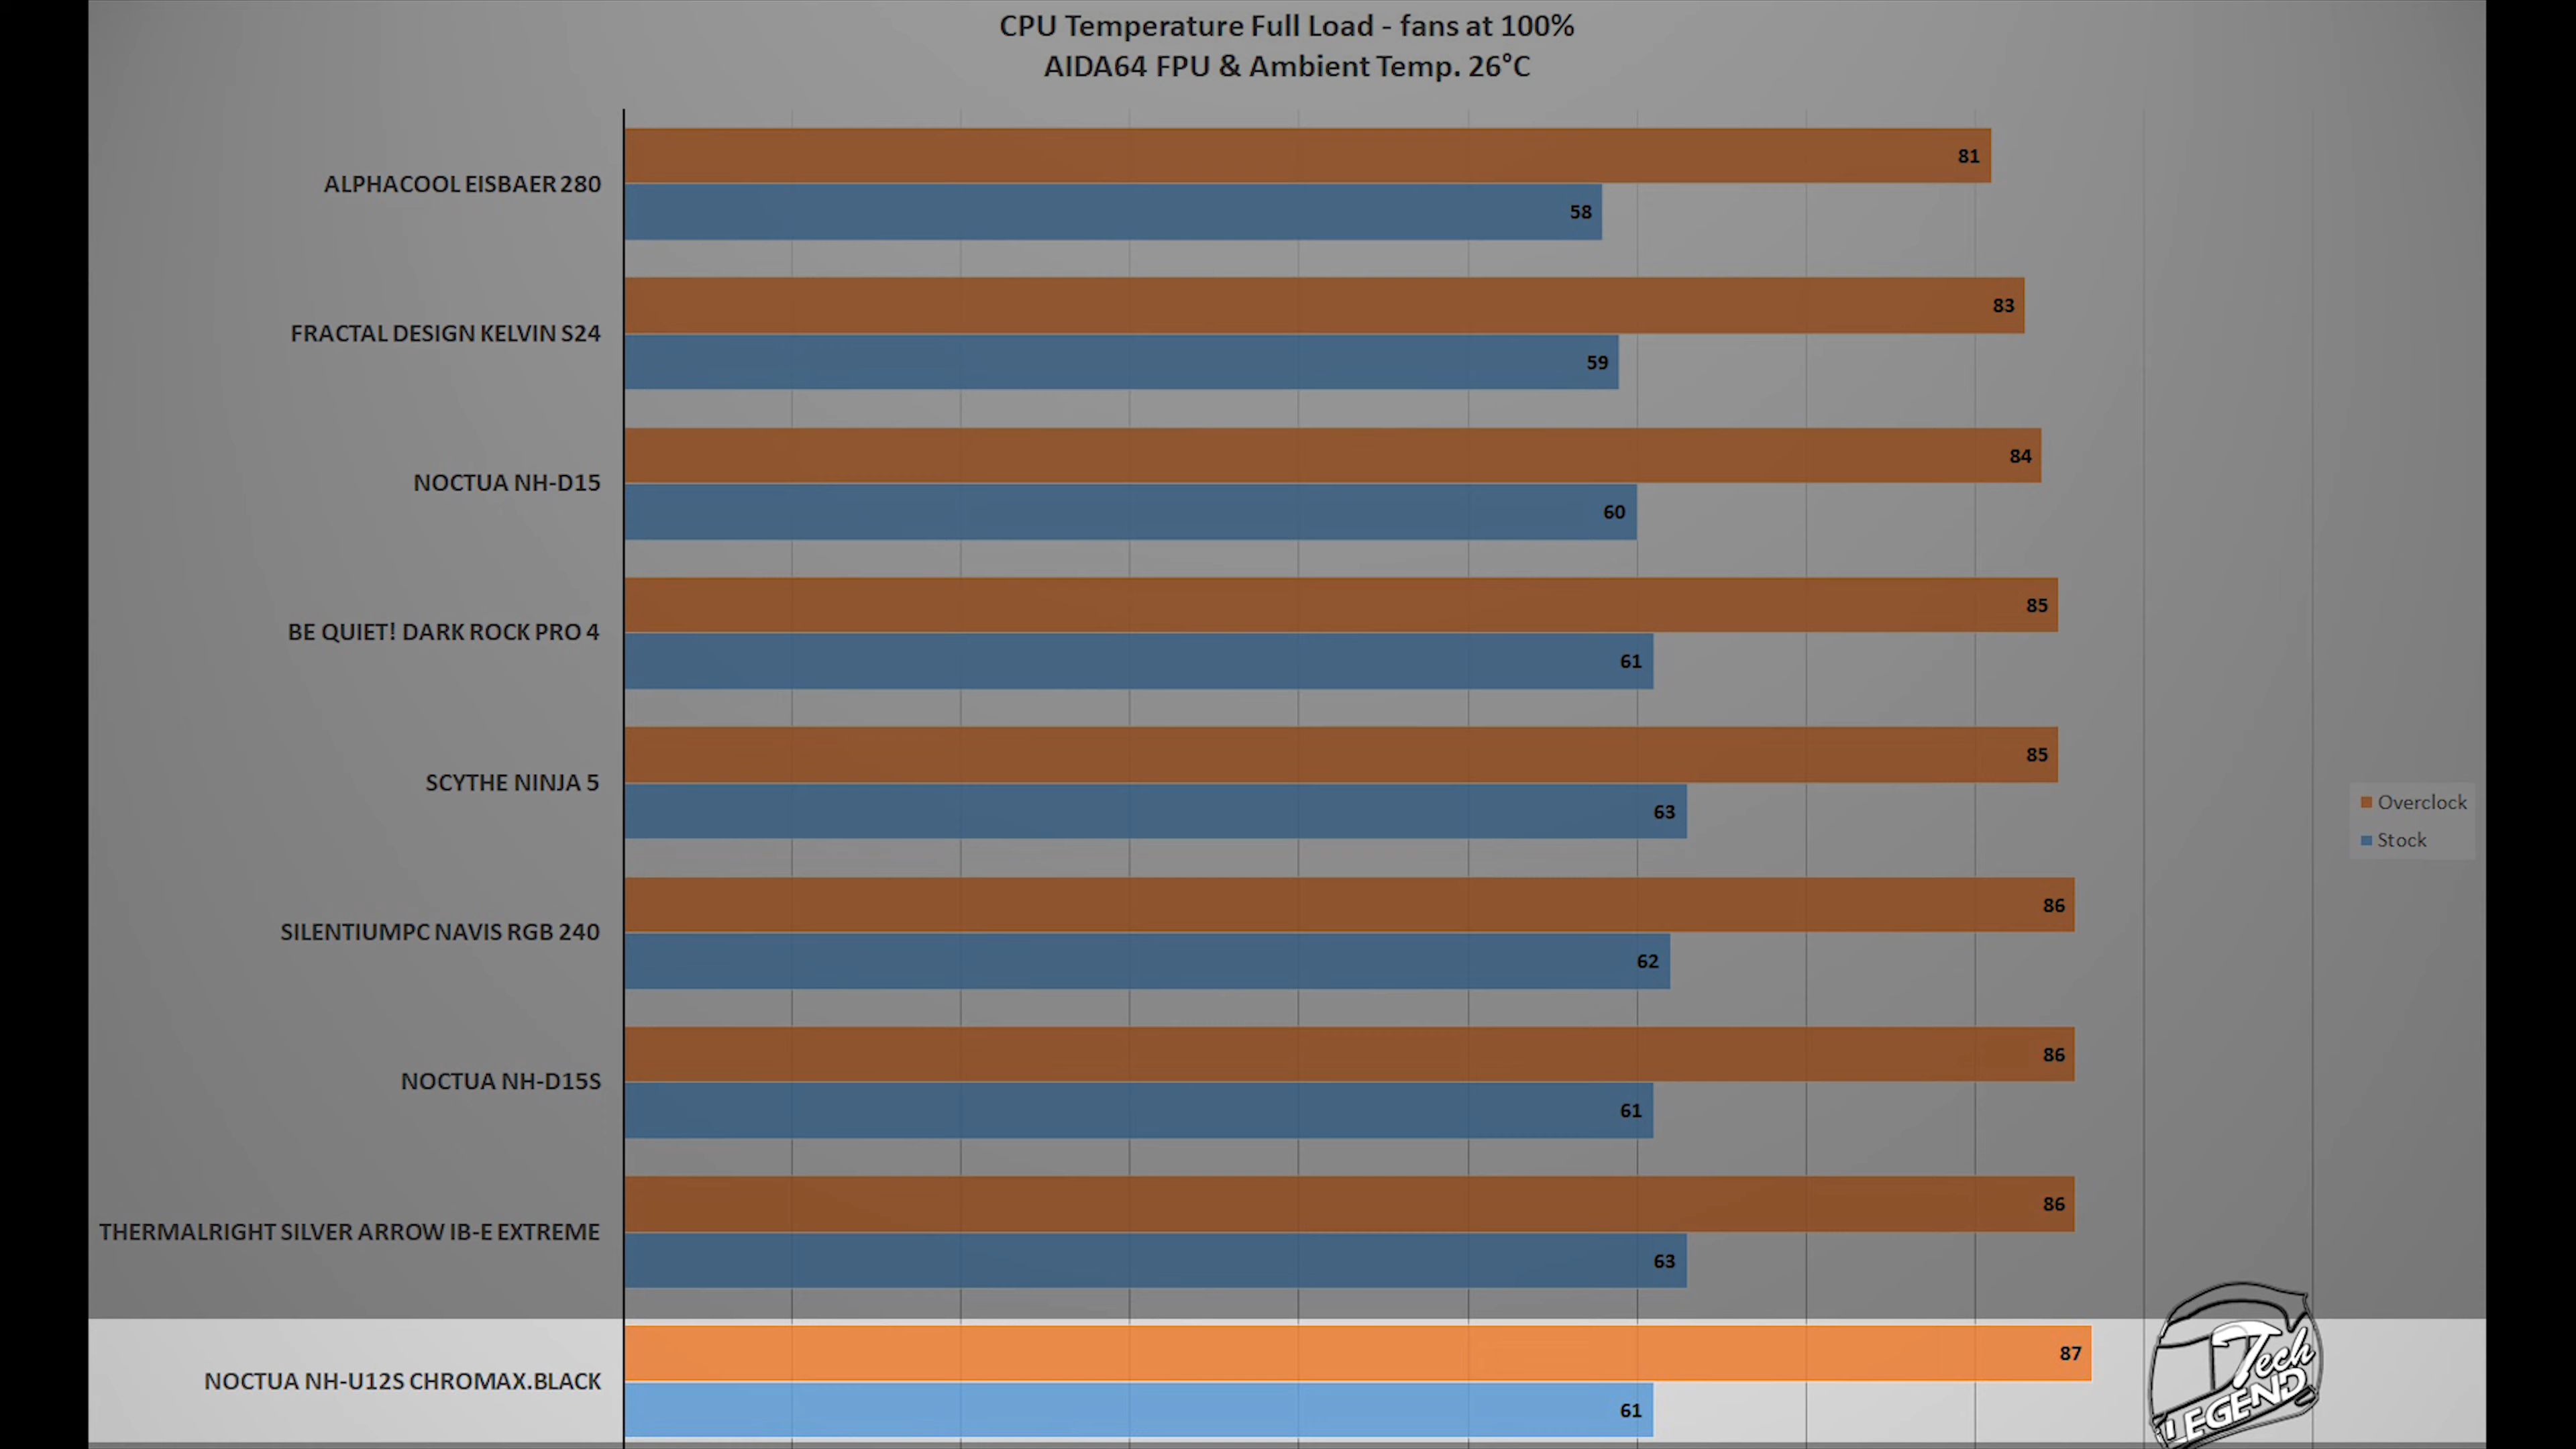 CPU Temperature Full Load - fans at 100%
AIDA64 FPU & Ambient Temp. 26°C
ALPHACOOL EISBAER 280
81
58
FRACTAL DESIGN KELVIN S24
83
59
NOCTUA NH-D15
84
60
BE QUIET! DARK ROCK PRO 4
85
61
SCYTHE NINJA 5
85
63
Overclock
Stock
SILENTIUMPC NAVIS RGB 240
86
62
NOCTUA NH-D15S
86
61
THERMALRIGHT SILVER ARROW IB-E EXTREME
86
63
NOCTUA NH-U12S CHROMAX.BLACK
87
61
Tech
LEGEND